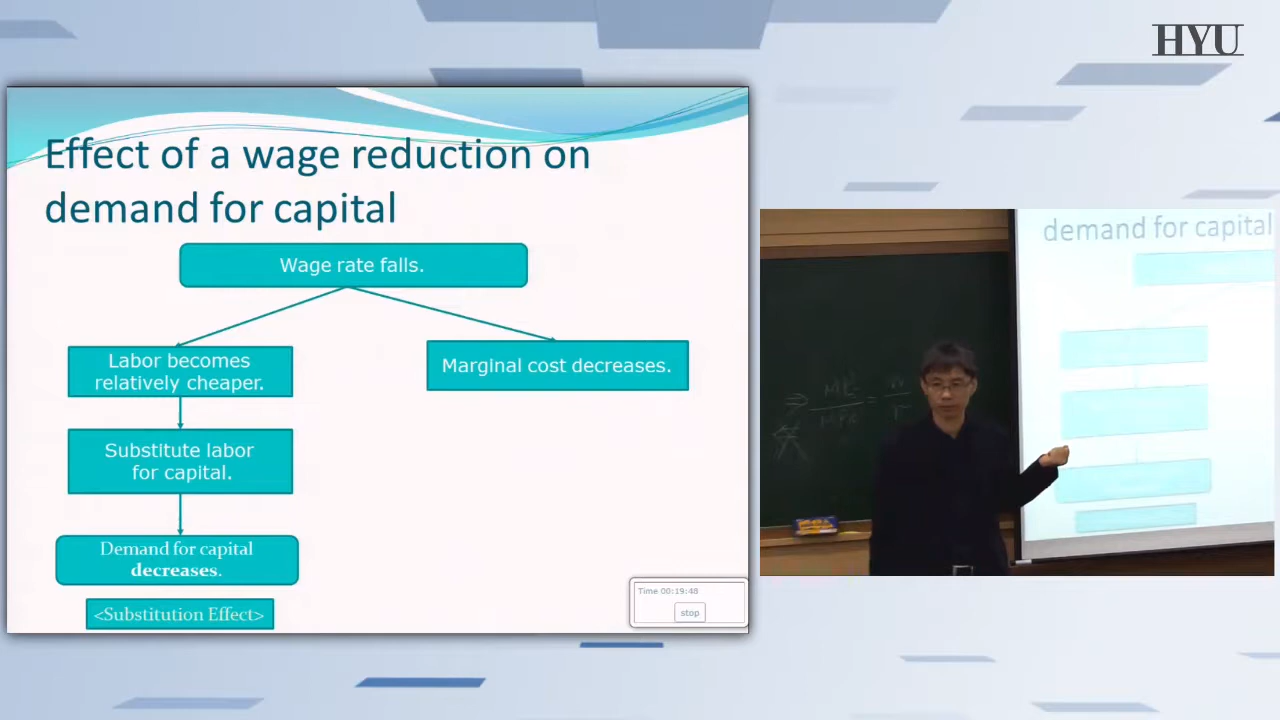 HYU
Effect of a wage reduction on
demand for capital
Wage rate falls.
Labor becomes
relatively cheaper.
Marginal cost decreases.
Substitute labor
for capital.
Demand for capital
decreases.
<Substitution Effect>
Time 00:19:48
stop
demand for capital